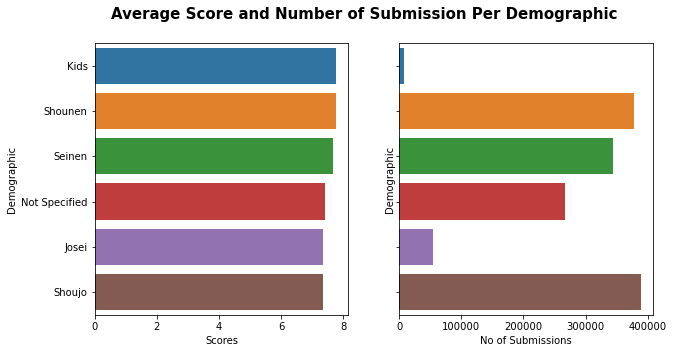 Average Score and Number of Submission Per Demographic
Demographic
Kids
Shounen
Seinen
Not Specified
Josei
Shoujo
0 2 4 6 8
Scores
Demographic
0 100000 200000 300000 400000
No of Submissions